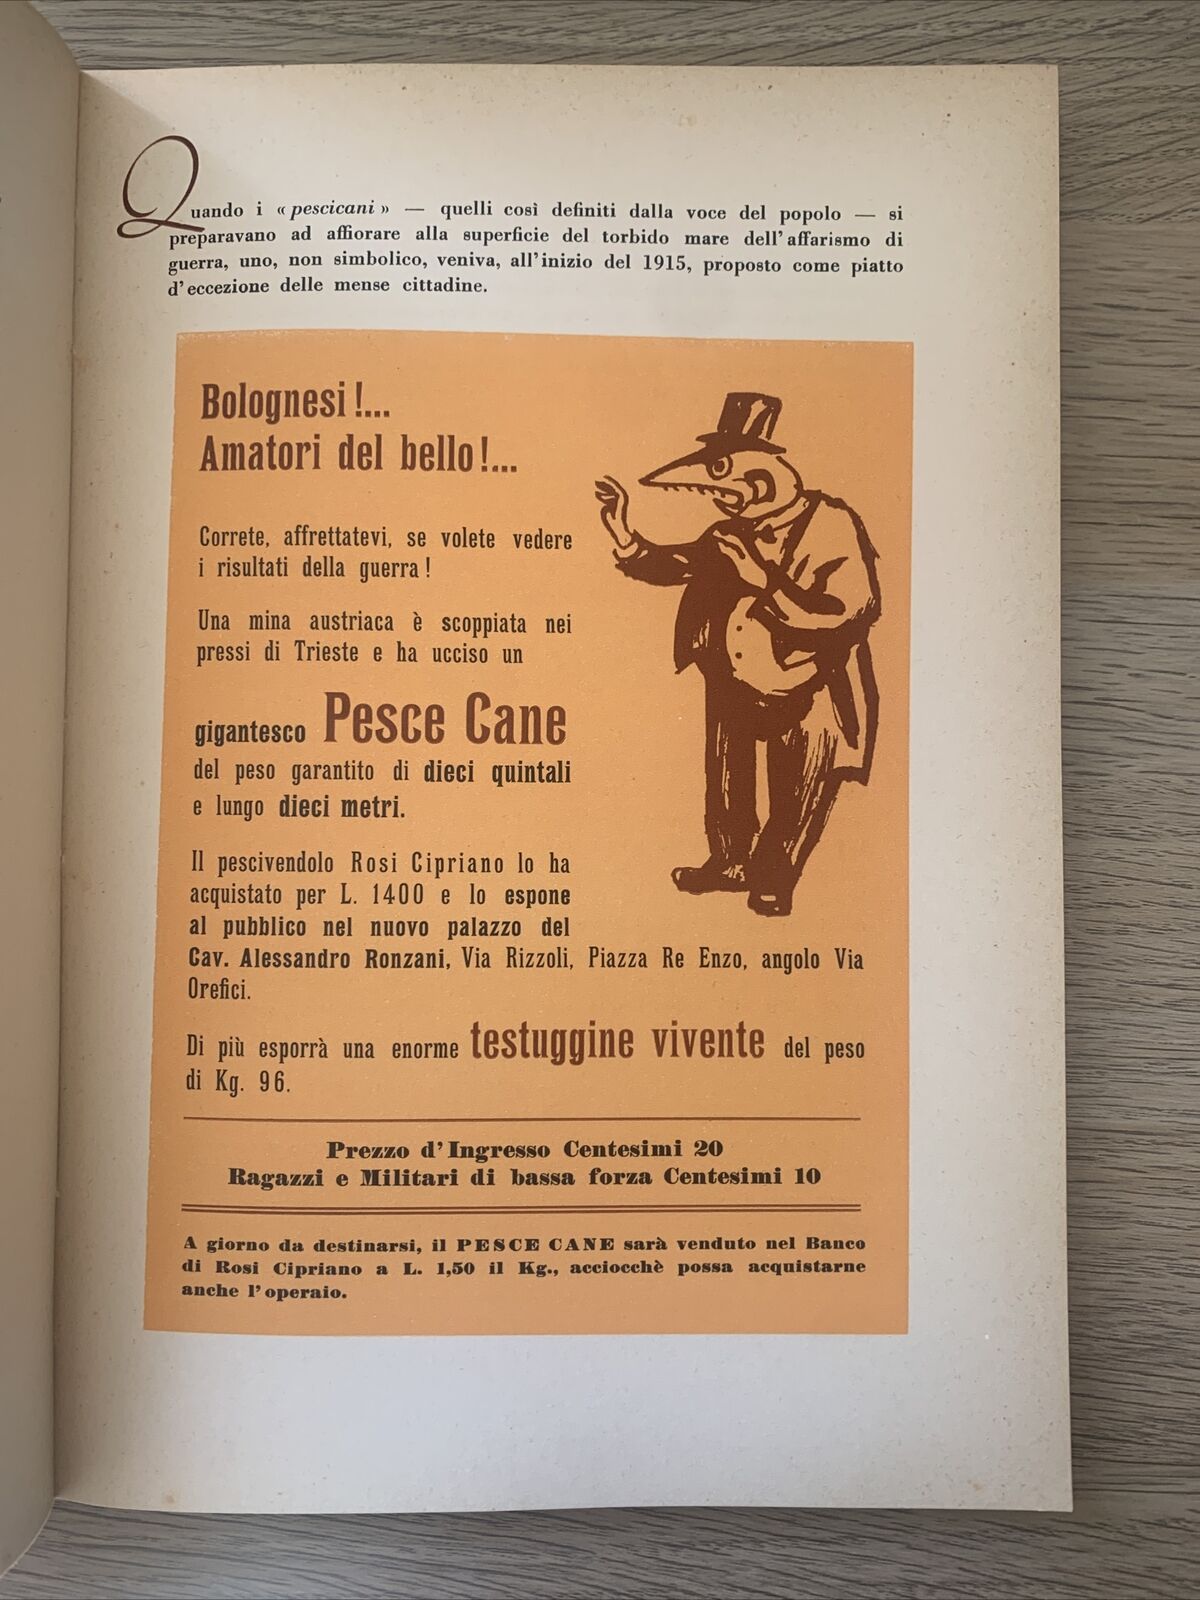 Quando i « pescicani » — quelli così definiti dalla voce del popolo — si
preparavano ad affiorare alla superficie del torbido mare dell'affarismo di
guerra, uno, non simbolico, veniva, all'inizio del 1915, proposto come piatto
d'eccezione delle mense cittadine.
Bolognesi !...
Amatori del bello !...
Correte, affrettatevi, se volete vedere
i risultati della guerra !
Una mina austriaca è scoppiata nei
pressi di Trieste e ha ucciso un
gigantesco Pesce Cane
del peso garantito di dieci quintali
e lungo dieci metri.
Il pescivendolo Rosi Cipriano lo ha
acquistato per L. 1400 e lo espone
al pubblico nel nuovo palazzo del
Cav. Alessandro Ronzani, Via Rizzoli, Piazza Re Enzo, angolo Via
Orefici.
Di più esporrà una enorme testuggine vivente del peso
di Kg. 96.
Prezzo d'Ingresso Centesimi 20
Ragazzi e Militari di bassa forza Centesimi 10
A giorno da destinarsi, il PESCE CANE sarà venduto nel Banco
di Rosi Cipriano a L. 1,50 il Kg., acciocchè possa acquistarne
anche l'operaio.